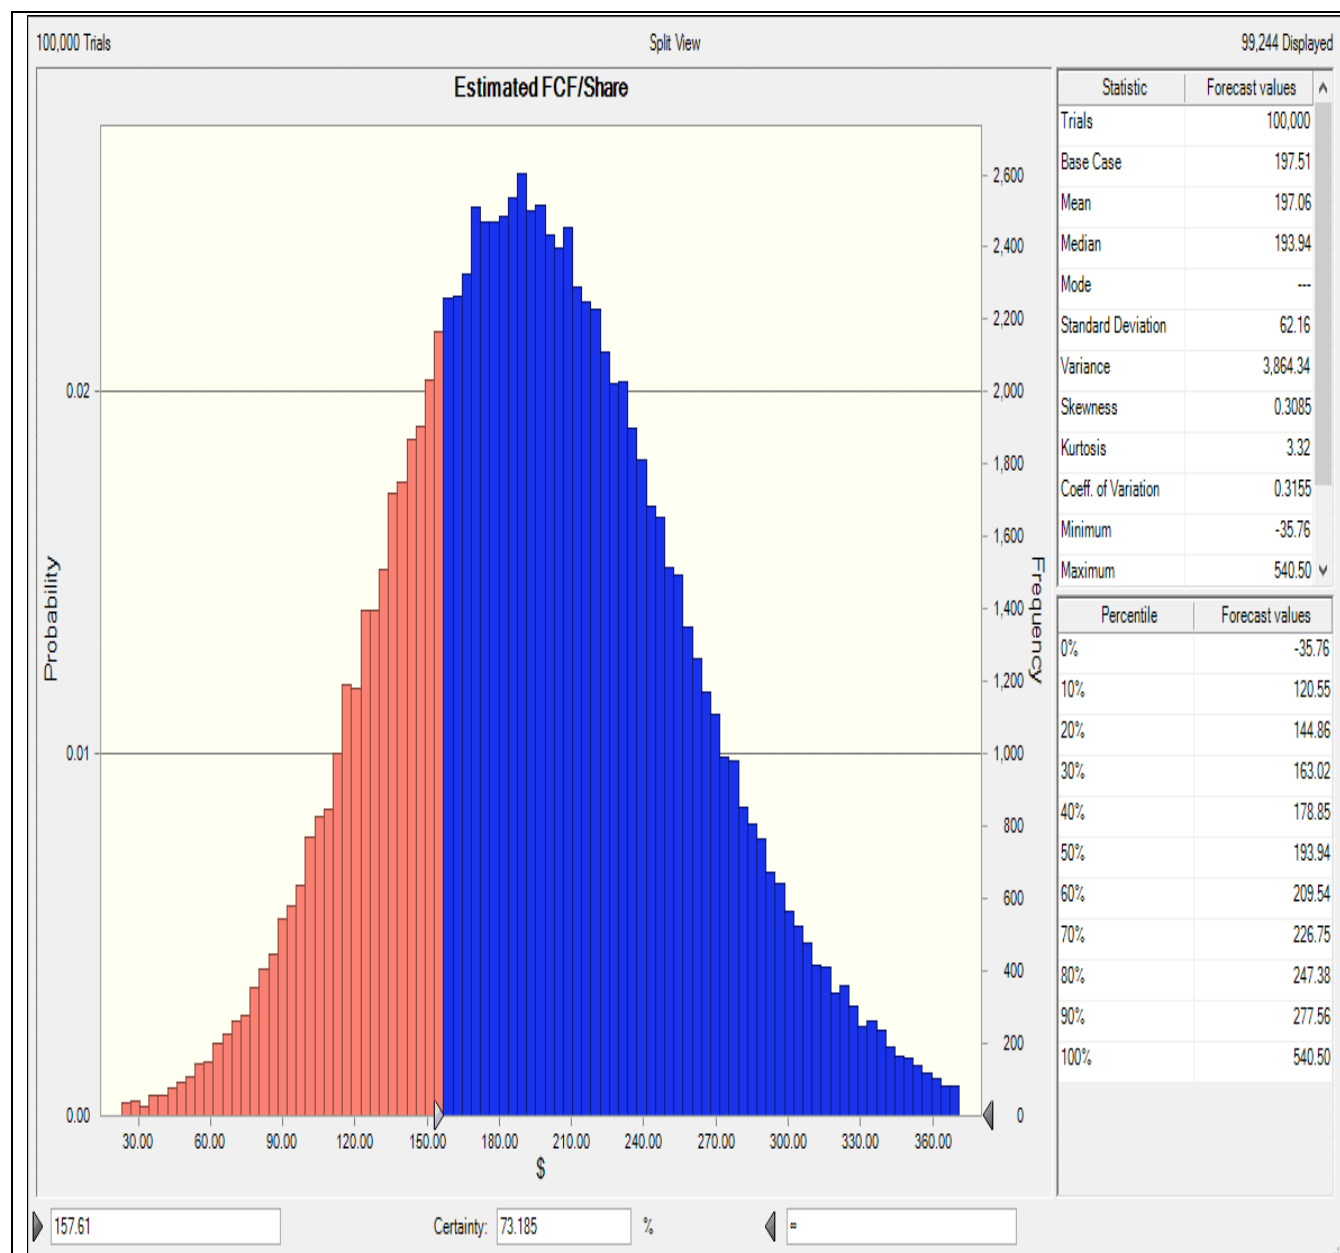 100,000 Trials Split View 99,244 Displayed
Estimated FCF/Share
Probability
0.02
0.01
0.00
2,600
2,400
2,200
2,000
1,800
1,600
1,400
1,200
1,000
800
600
400
200
0
Frequency
30.00 60.00 90.00 120.00 150.00 180.00 210.00 240.00 270.00 300.00 330.00 360.00
$
Statistic Forecast values
Trials 100,000
Base Case 197.51
Mean 197.06
Median 193.94
Mode ---
Standard Deviation 62.16
Variance 3,864.34
Skewness 0.3085
Kurtosis 3.32
Coeff. of Variation 0.3155
Minimum -35.76
Maximum 540.50
Percentile Forecast values
0% -35.76
10% 120.55
20% 144.86
30% 163.02
40% 178.85
50% 193.94
60% 209.54
70% 226.75
80% 247.38
90% 277.56
100% 540.50
157.61 Certainty: 73.185 % ∞